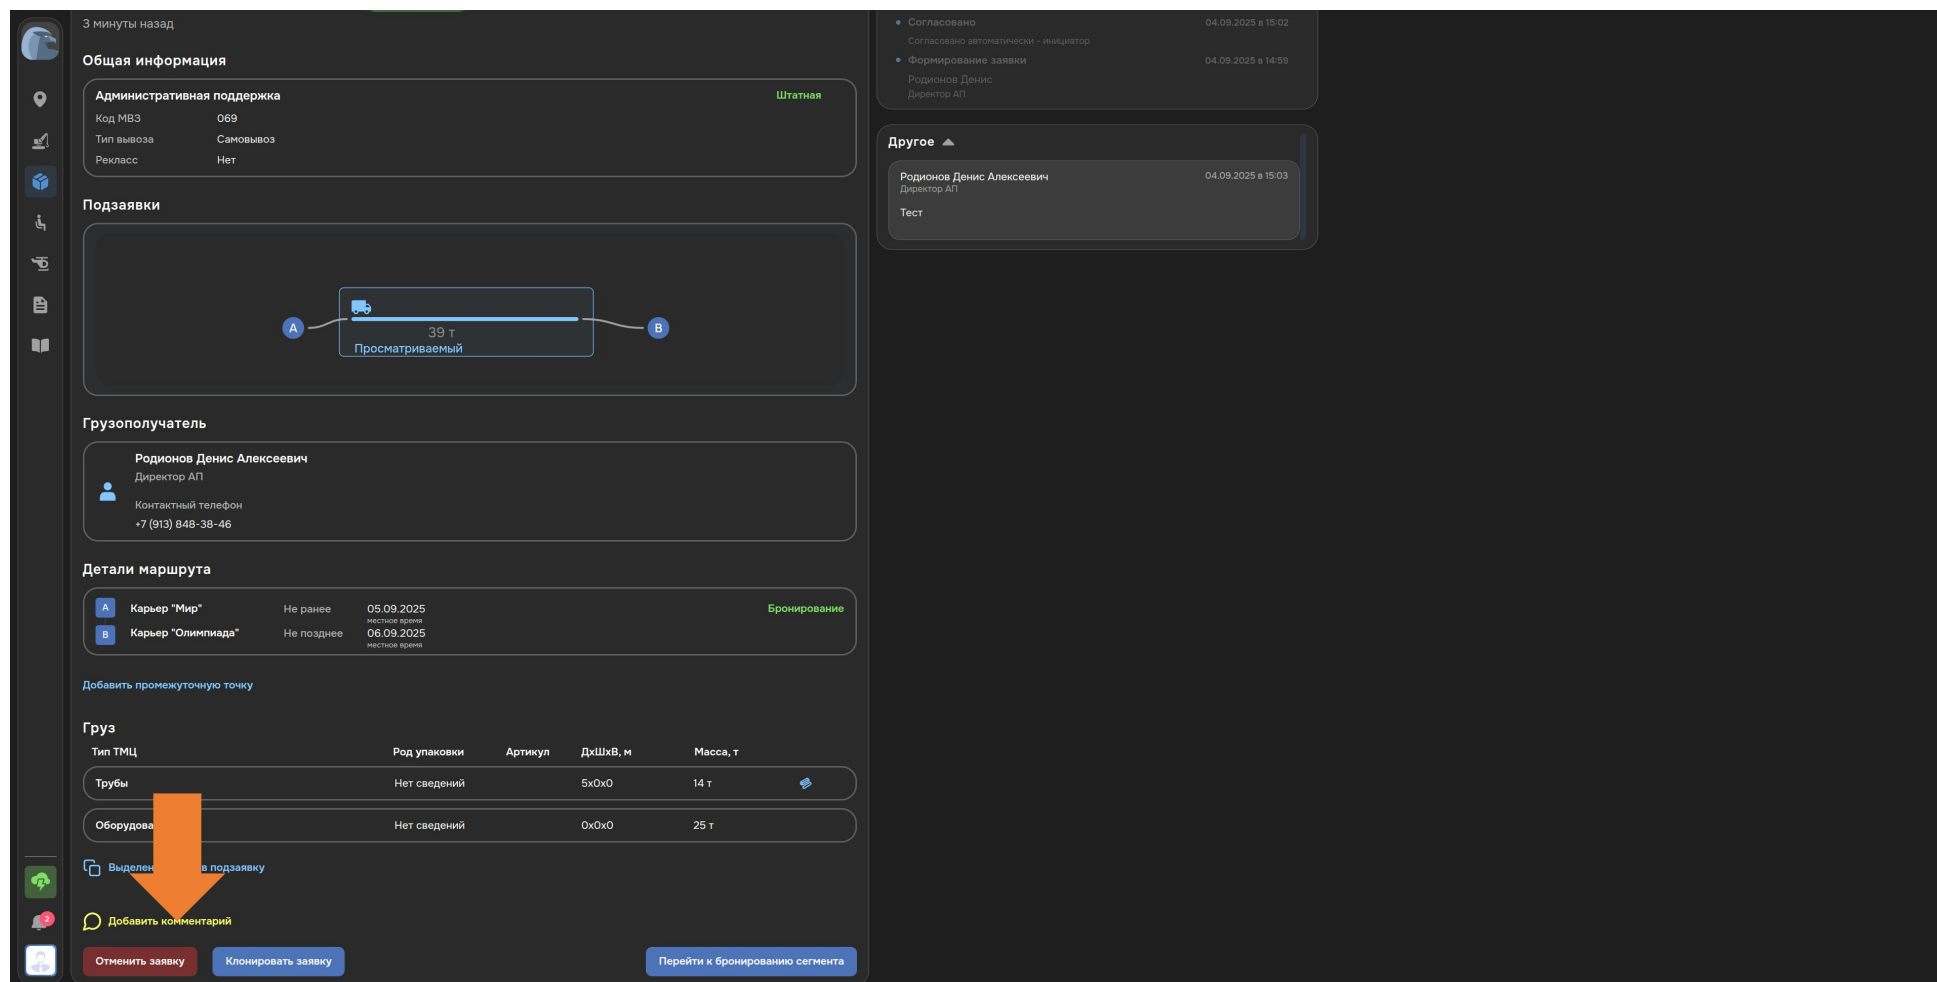 3 минуты назад
Общая информация
Административная поддержка
Штатная
Код МВЗ 069
Тип вывоза Самовывоз
Рекласс Нет
Подзаявки
A
39 т
Просматриваемый
B
Грузополучатель
Родионов Денис Алексеевич
Директор АП
Контактный телефон
+7 (913) 848-38-46
Детали маршрута
A Карьер "Мир" Не ранее 05.09.2025 Бронирование
местное время
B Карьер "Олимпиада" Не позднее 06.09.2025
местное время
Добавить промежуточную точку
Груз
Тип ТМЦ Род упаковки Артикул ДхШхВ, м Масса, т
Трубы Нет сведений 5x0x0 14 т
Нет сведений 0x0x0 25 т
в подзаявку
Добавить комментарий
2
Отменить заявку Клонировать заявку Перейти к бронированию сегмента
Согласовано 04.09.2025 в 15:02
Согласовано автоматически - инициатор
Формирование заявки 04.09.2025 в 14:59
Родионов Денис
Директор АП
Другое
Родионов Денис Алексеевич 04.09.2025 в 15:03
Директор АП
Тест